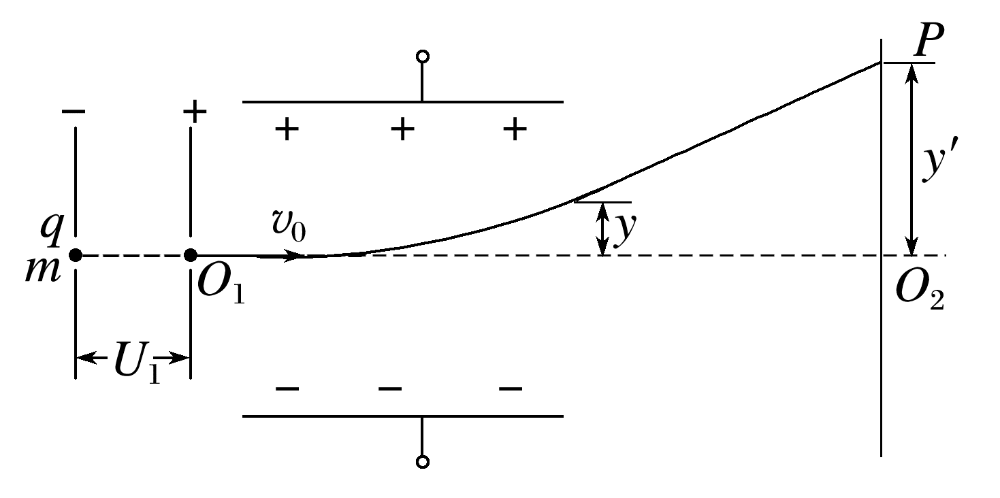 P
− +
+ + +
y′
q
v₀
y
m
O₁
O₂
U₁
− − −